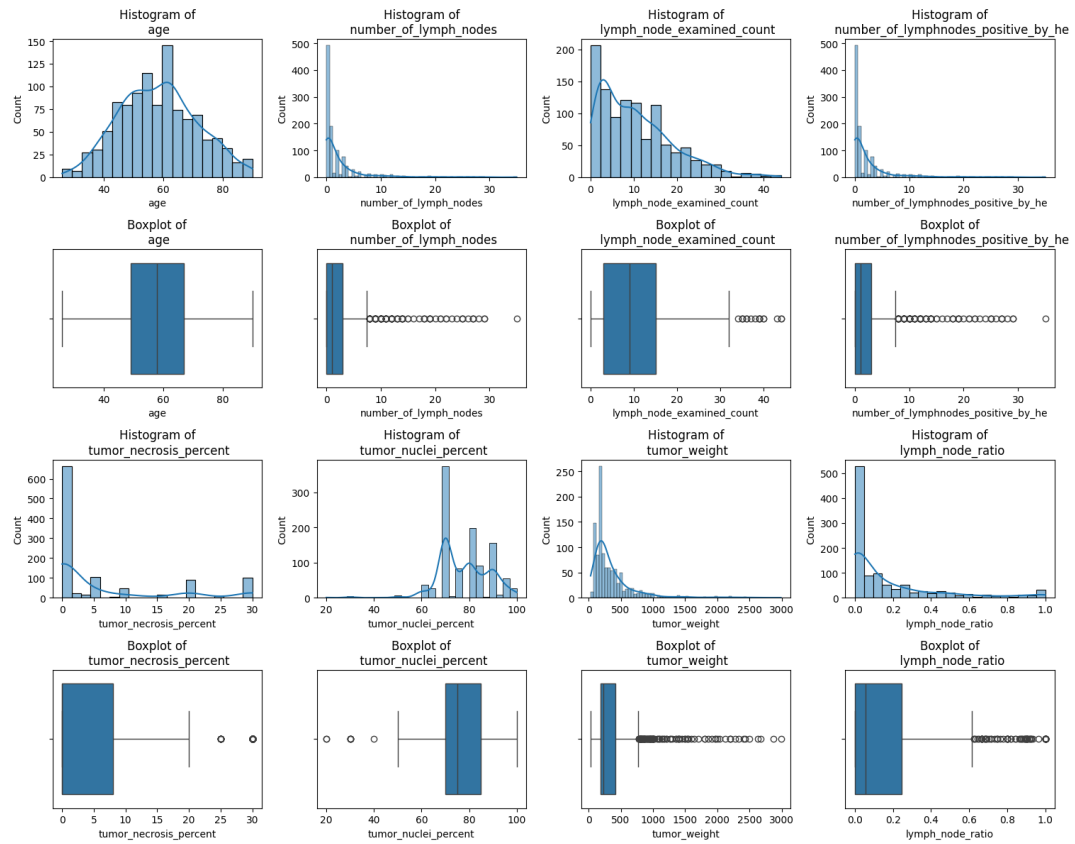 Histogram of
age
Histogram of
number_of_lymph_nodes
Histogram of
lymph_node_examined_count
Histogram of
number_of_lymphnodes_positive_by_he
150
125
100
75
50
25
0
Count
40 60 80
age
500
400
300
200
100
0
Count
0 10 20 30
number_of_lymph_nodes
200
150
100
50
0
Count
0 10 20 30 40
lymph_node_examined_count
500
400
300
200
100
0
Count
0 10 20 30
number_of_lymphnodes_positive_by_he
Boxplot of
age
Boxplot of
number_of_lymph_nodes
Boxplot of
lymph_node_examined_count
Boxplot of
number_of_lymphnodes_positive_by_he
40 60 80
age
0 10 20 30
number_of_lymph_nodes
0 10 20 30 40
lymph_node_examined_count
0 10 20 30
number_of_lymphnodes_positive_by_he
Histogram of
tumor_necrosis_percent
Histogram of
tumor_nuclei_percent
Histogram of
tumor_weight
Histogram of
lymph_node_ratio
600
500
400
300
200
100
0
Count
0 5 10 15 20 25 30
tumor_necrosis_percent
300
200
100
0
Count
20 40 60 80 100
tumor_nuclei_percent
250
200
150
100
50
0
Count
0 500 1000 1500 2000 2500 3000
tumor_weight
500
400
300
200
100
0
Count
0.0 0.2 0.4 0.6 0.8 1.0
lymph_node_ratio
Boxplot of
tumor_necrosis_percent
Boxplot of
tumor_nuclei_percent
Boxplot of
tumor_weight
Boxplot of
lymph_node_ratio
0 5 10 15 20 25 30
tumor_necrosis_percent
20 40 60 80 100
tumor_nuclei_percent
0 500 1000 1500 2000 2500 3000
tumor_weight
0.0 0.2 0.4 0.6 0.8 1.0
lymph_node_ratio